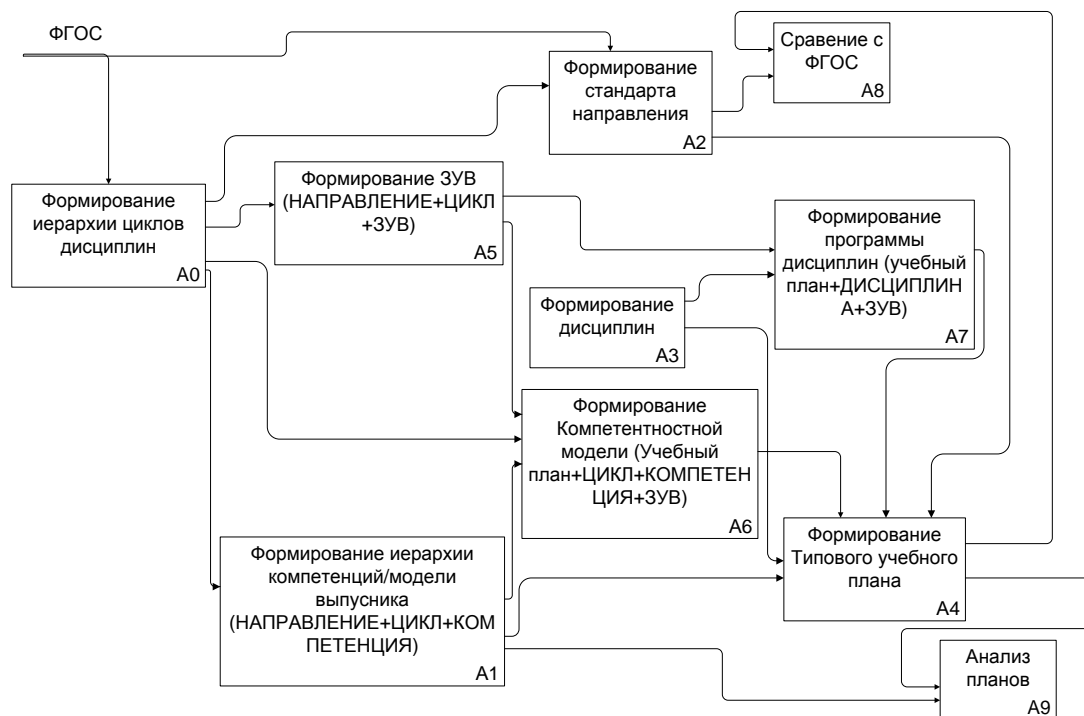 ФГОС
Сравение с
ФГОС
А8
Формирование
стандарта
направления
А2
Формирование ЗУВ
(НАПРАВЛЕНИЕ+ЦИКЛ
+ЗУВ)
А5
Формирование
иерархии циклов
дисциплин
А0
Формирование
программы
дисциплин (учебный
план+ДИСЦИПЛИН
А+ЗУВ)
А7
Формирование
дисциплин
А3
Формирование
Компетентностной
модели (Учебный
план+ЦИКЛ+КОМПЕТЕН
ЦИЯ+ЗУВ)
А6
Формирование
Типового учебного
плана
А4
Формирование иерархии
компетенций/модели
выпусника
(НАПРАВЛЕНИЕ+ЦИКЛ+КОМ
ПЕТЕНЦИЯ)
А1
Анализ
планов
А9